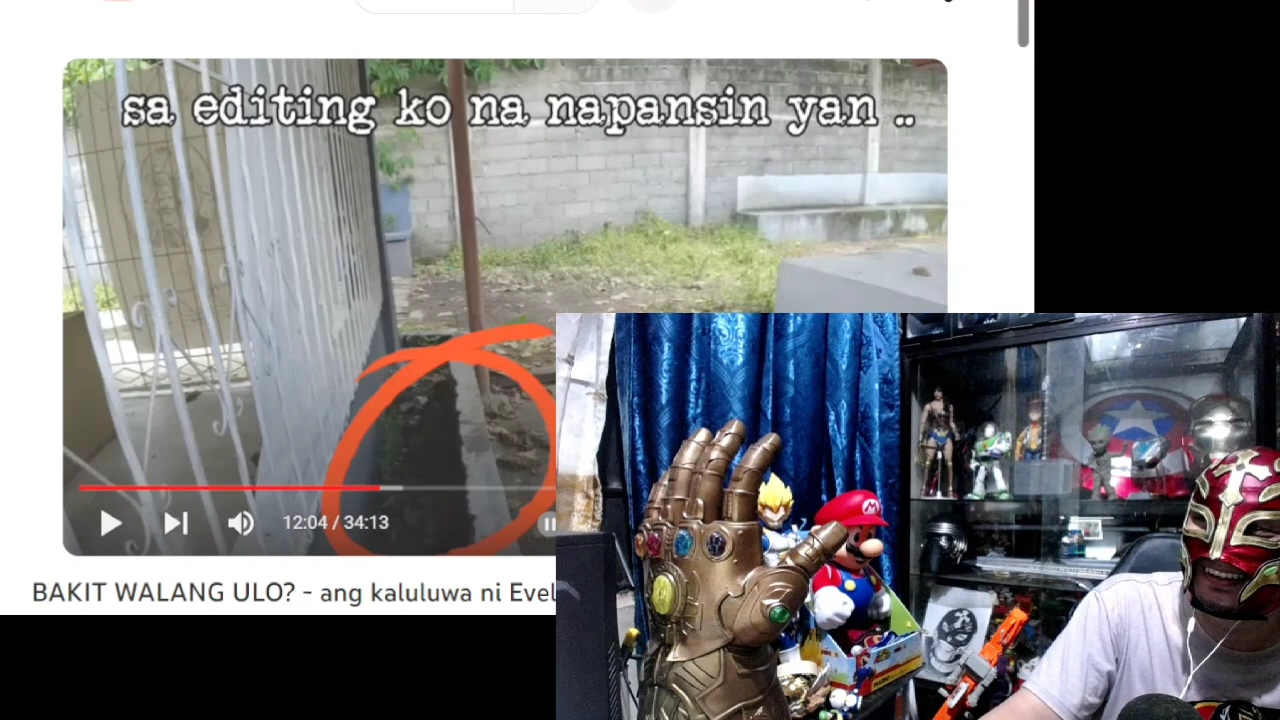 sa editing ko na napansin yan ..
12:04 / 34:13
BAKIT WALANG ULO? - ang kaluluwa ni Evel